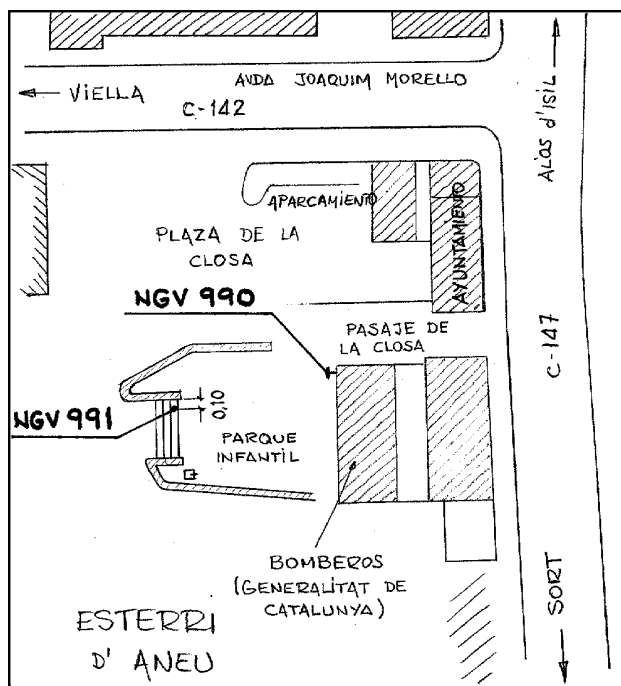 AVDA JOAQUIM MORELLO
VIELLA
C-142
Alós d'Isil
APARCAMIENTO
AYUNTAMIENTO
PLAZA DE LA
CLOSA
NGV 990
PASAJE DE
LA CLOSA
C-147
0,10
NGV 991
PARQUE
INFANTIL
BOMBEROS
(GENERALITAT DE
CATALUNYA)
SORT
ESTERRI
D' ANEU